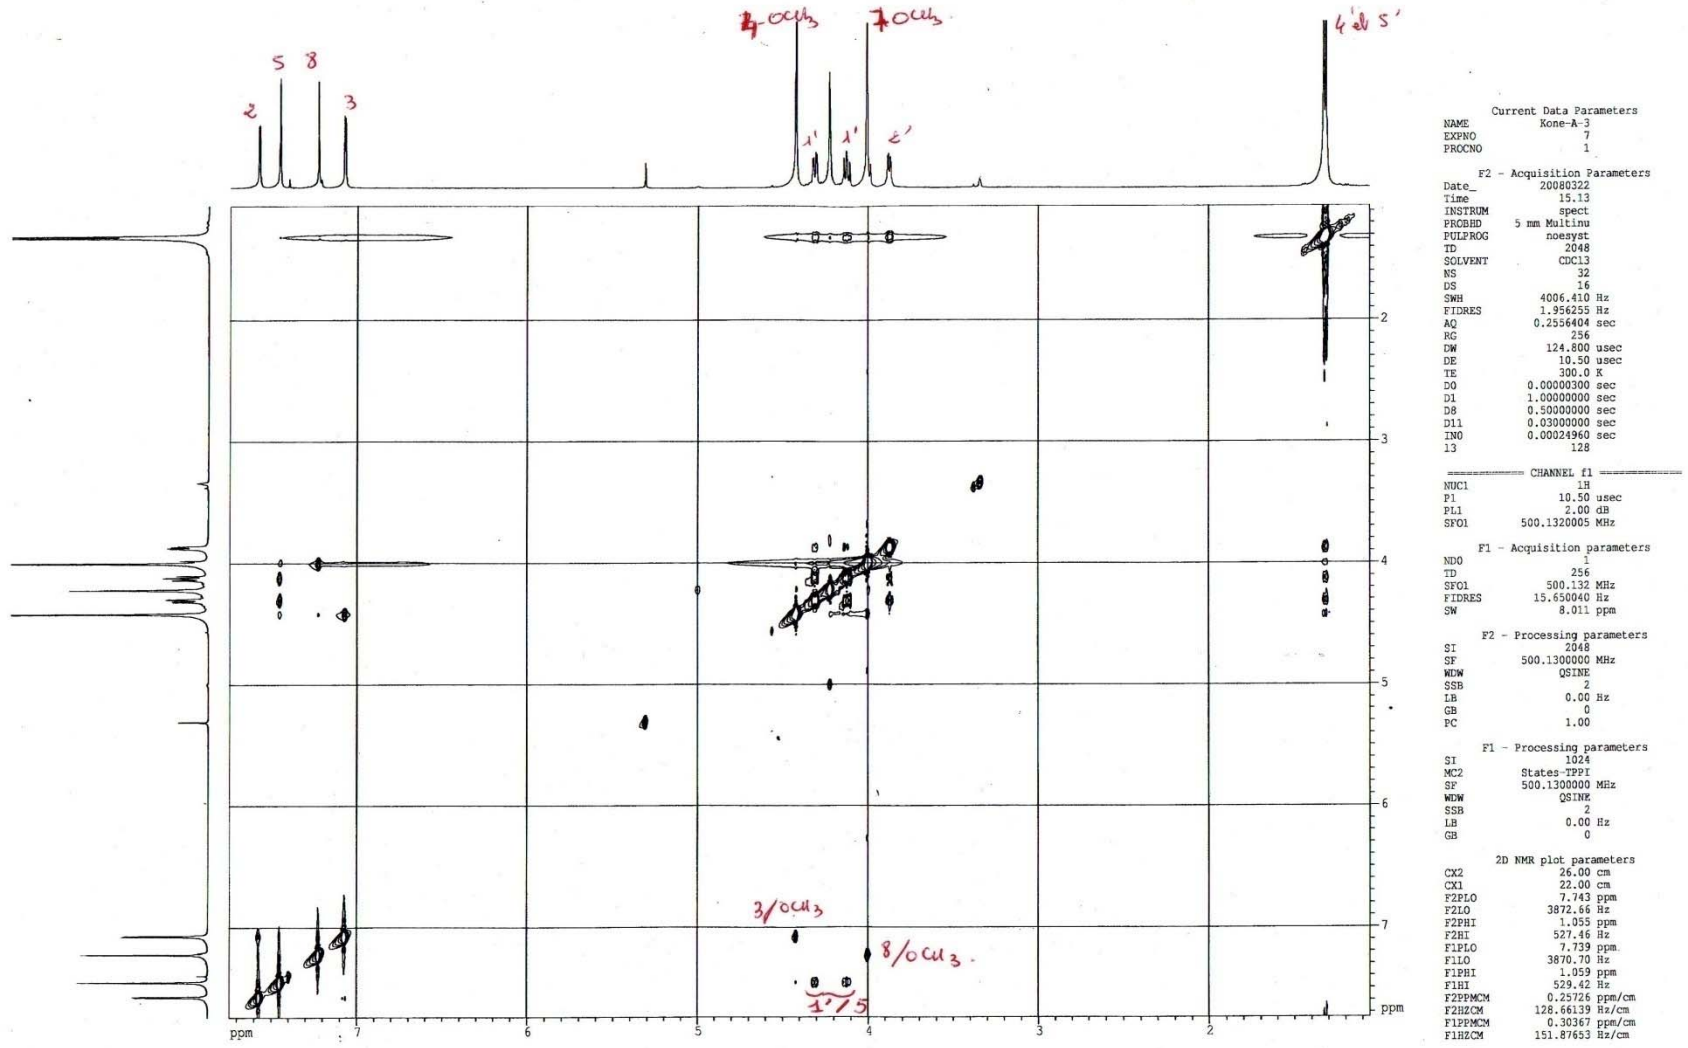 4-OCH3 7 OCH3 4' et 5'
5 8
2 3 1' 1' 2'
2
3
4
5
6
7
ppm
3/OCH3
8/OCH3.
1'/5
ppm 7 6 5 4 3 2
Current Data Parameters
NAME Kone-A-3
EXPNO 7
PROCNO 1
F2 - Acquisition Parameters
Date_ 20080322
Time 15.13
INSTRUM spect
PROBHD 5 mm Multinu
PULPROG noesyst
TD 2048
SOLVENT CDCl3
NS 32
DS 16
SWH 4006.410 Hz
FIDRES 1.956255 Hz
AQ 0.2556404 sec
RG 256
DW 124.800 usec
DE 10.50 usec
TE 300.0 K
D0 0.00000300 sec
D1 1.00000000 sec
D8 0.50000000 sec
D11 0.03000000 sec
IN0 0.00024960 sec
l3 128
============ CHANNEL f1 ============
NUC1 1H
P1 10.50 usec
PL1 2.00 dB
SFO1 500.1320005 MHz
F1 - Acquisition parameters
ND0 1
TD 256
SFO1 500.132 MHz
FIDRES 15.650040 Hz
SW 8.011 ppm
F2 - Processing parameters
SI 2048
SF 500.1300000 MHz
WDW QSINE
SSB 2
LB 0.00 Hz
GB 0
PC 1.00
F1 - Processing parameters
SI 1024
MC2 States-TPPI
SF 500.1300000 MHz
WDW QSINE
SSB 2
LB 0.00 Hz
GB 0
2D NMR plot parameters
CX2 26.00 cm
CX1 22.00 cm
F2PLO 7.743 ppm
F2LO 3872.66 Hz
F2PHI 1.055 ppm
F2HI 527.46 Hz
F1PLO 7.739 ppm
F1LO 3870.70 Hz
F1PHI 1.059 ppm
F1HI 529.42 Hz
F2PPMCM 0.25726 ppm/cm
F2HZCM 128.66139 Hz/cm
F1PPMCM 0.30367 ppm/cm
F1HZCM 151.87653 Hz/cm